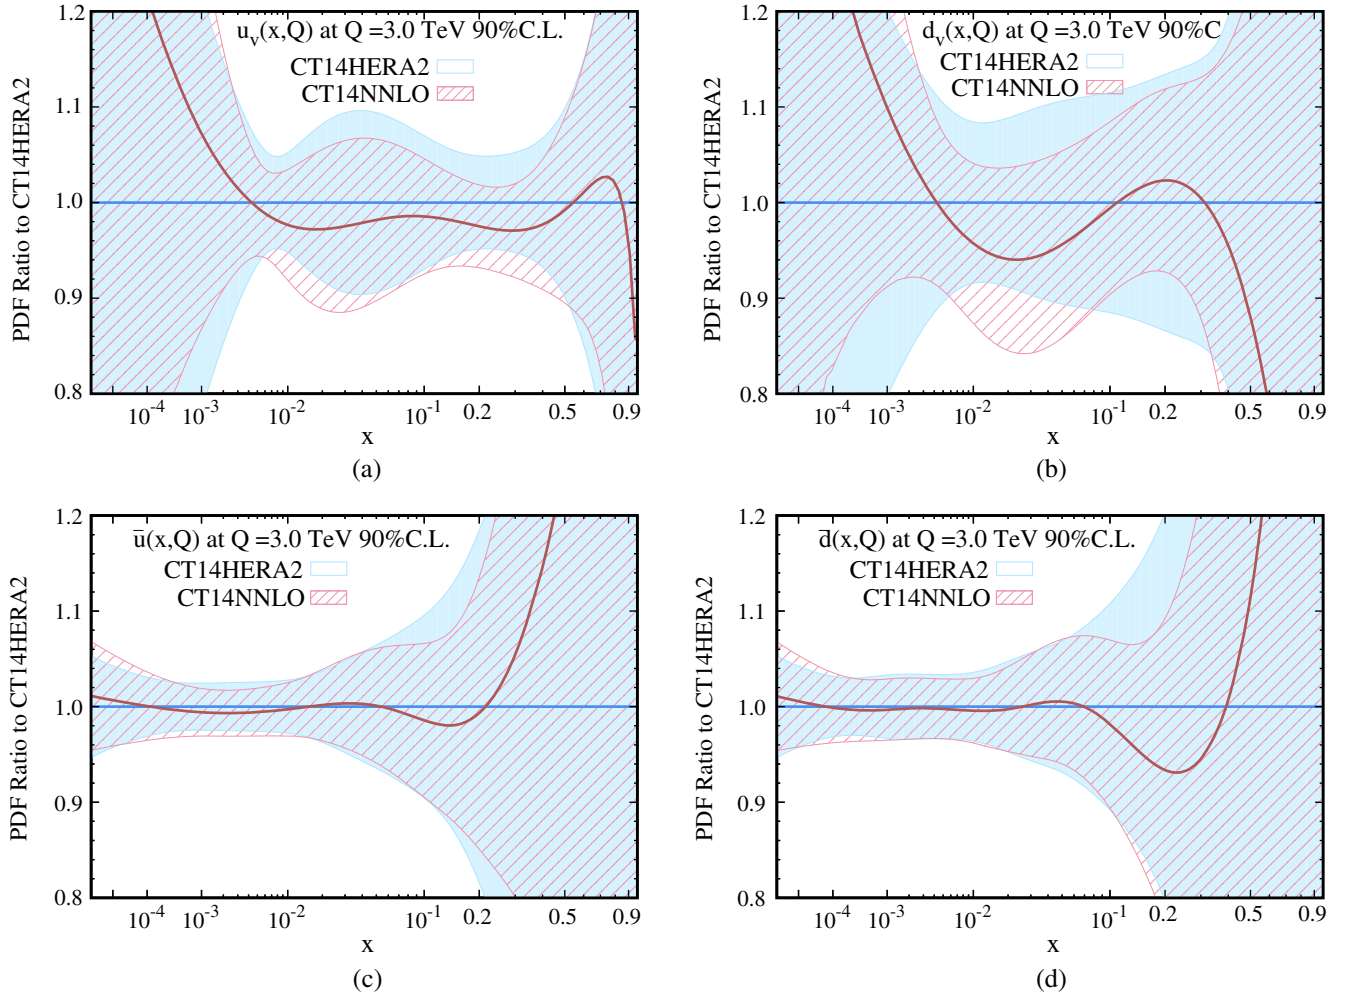 u_v(x,Q) at Q =3.0 TeV 90%C.L.
CT14HERA2
CT14NNLO
PDF Ratio to CT14HERA2
1.2
1.1
1.0
0.9
0.8
10^-4 10^-3 10^-2 10^-1 0.2 0.5 0.9
x
(a)
d_v(x,Q) at Q =3.0 TeV 90%C
CT14HERA2
CT14NNLO
PDF Ratio to CT14HERA2
1.2
1.1
1.0
0.9
0.8
10^-4 10^-3 10^-2 10^-1 0.2 0.5 0.9
x
(b)
u̅(x,Q) at Q =3.0 TeV 90%C.L.
CT14HERA2
CT14NNLO
PDF Ratio to CT14HERA2
1.2
1.1
1.0
0.9
0.8
10^-4 10^-3 10^-2 10^-1 0.2 0.5 0.9
x
(c)
d̅(x,Q) at Q =3.0 TeV 90%C.L.
CT14HERA2
CT14NNLO
PDF Ratio to CT14HERA2
1.2
1.1
1.0
0.9
0.8
10^-4 10^-3 10^-2 10^-1 0.2 0.5 0.9
x
(d)